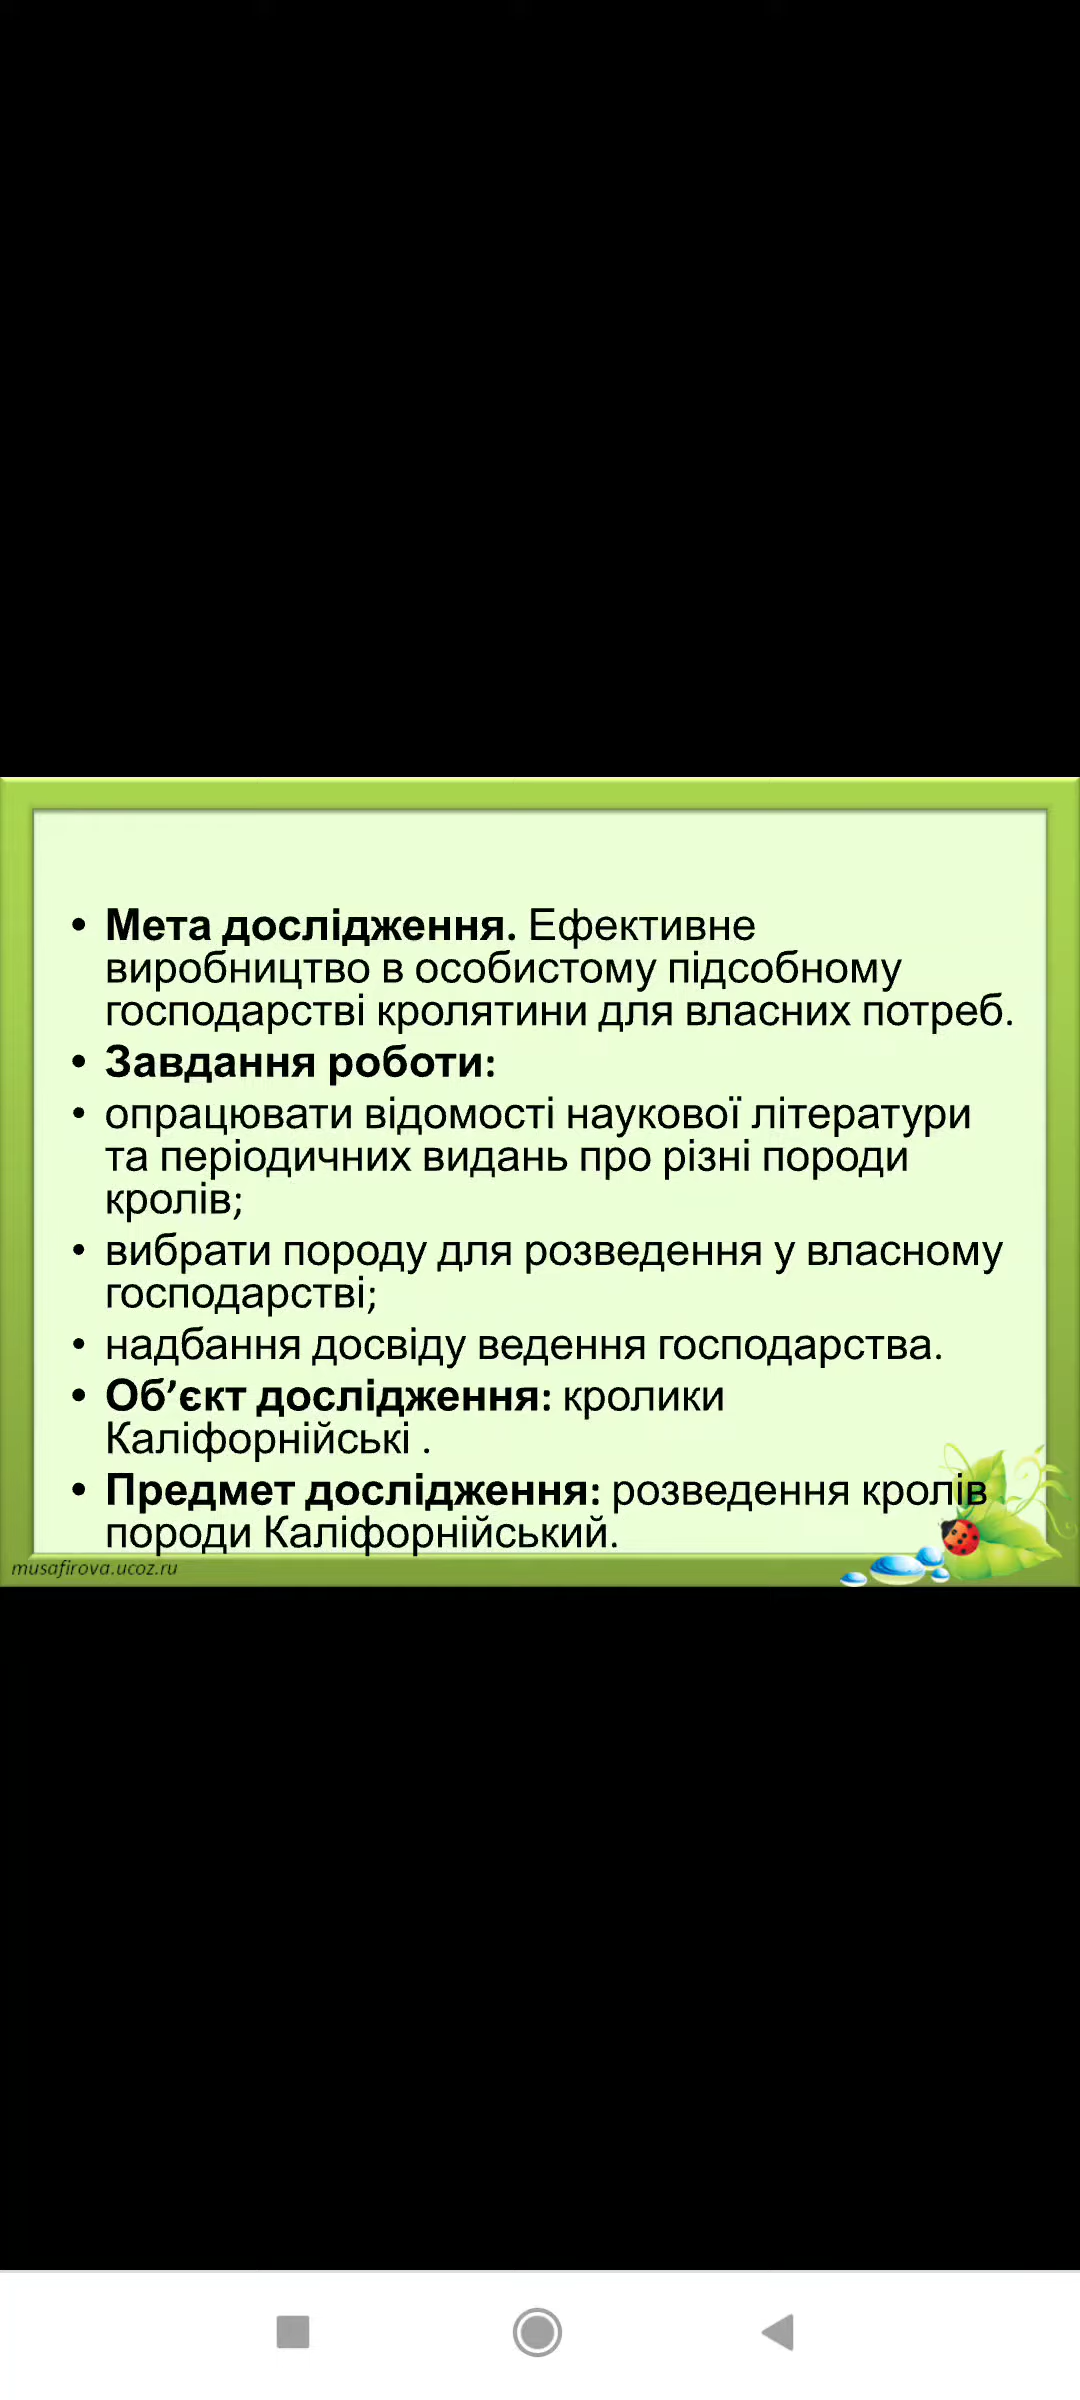 • Мета дослідження. Ефективне
виробництво в особистому підсобному
господарстві кролятини для власних потреб.
• Завдання роботи:
• опрацювати відомості наукової літератури
та періодичних видань про різні породи
кролів;
• вибрати породу для розведення у власному
господарстві;
• надбання досвіду ведення господарства.
• Об’єкт дослідження: кролики
Каліфорнійські .
• Предмет дослідження: розведення кролів
породи Каліфорнійський.
musafirova.ucoz.ru